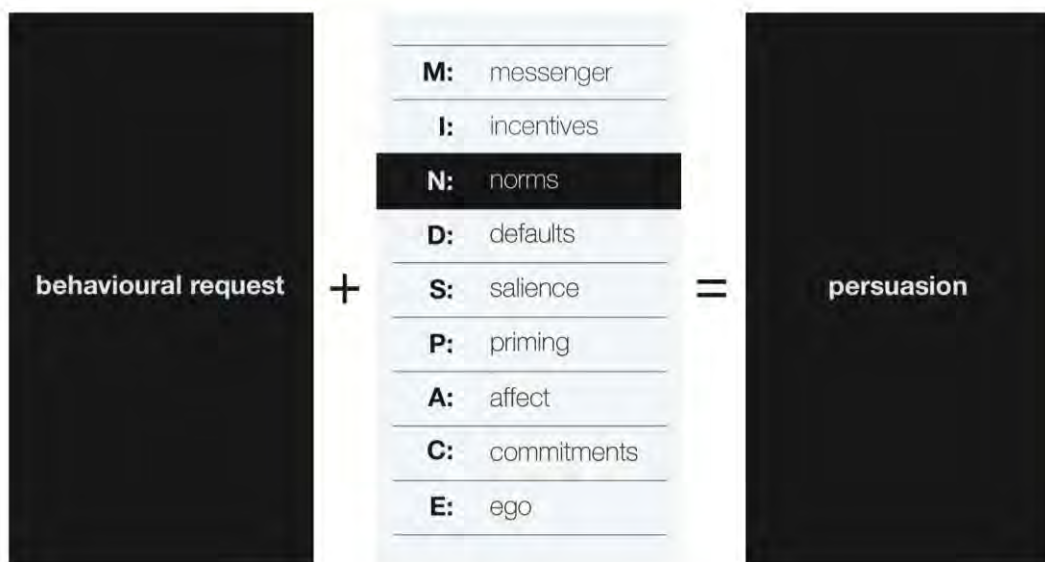 behavioural request
+
M: messenger
I: incentives
N: norms
D: defaults
S: salience
P: priming
A: affect
C: commitments
E: ego
=
persuasion